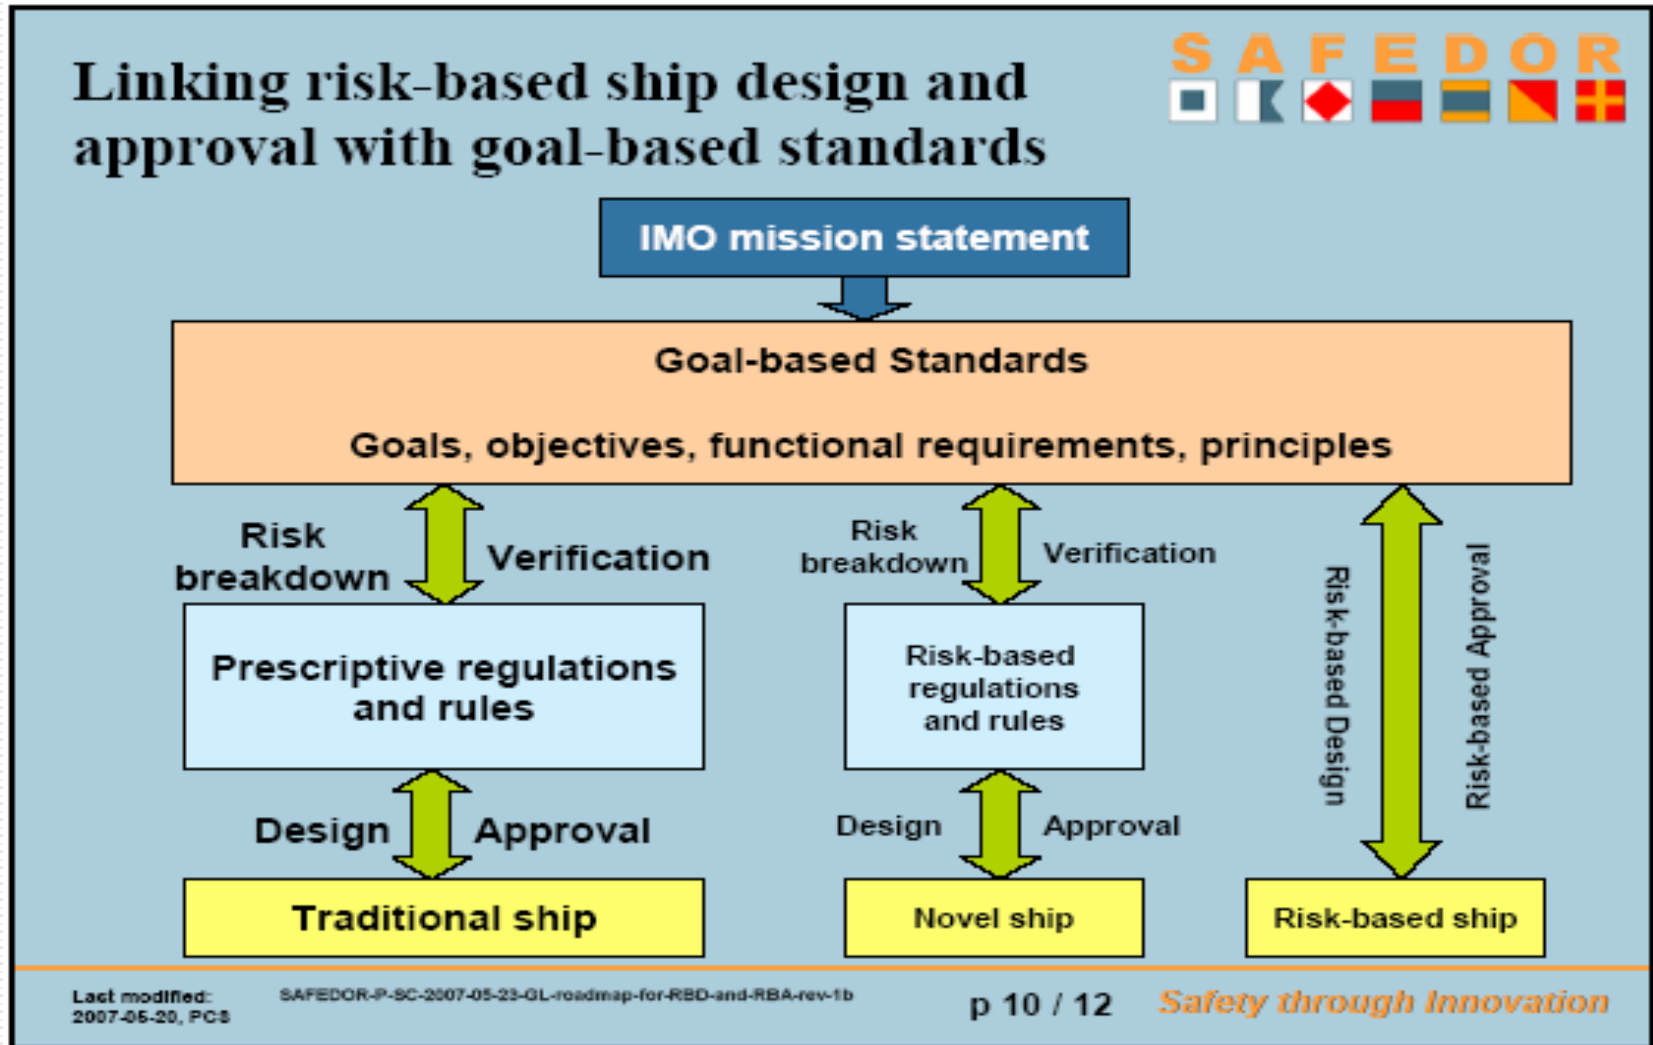 Linking risk-based ship design and
approval with goal-based standards
S A F E D O R
IMO mission statement
Goal-based Standards
Goals, objectives, functional requirements, principles
Risk
breakdown
Verification
Risk
breakdown
Verification
Risk-based Design
Risk-based Approval
Prescriptive regulations
and rules
Risk-based
regulations
and rules
Design
Approval
Design
Approval
Traditional ship
Novel ship
Risk-based ship
Last modified:
2007-05-20, PCS
SAFEDOR-P-SC-2007-05-23-GL-roadmap-for-RBD-and-RBA-rev-1b
p 10 / 12
Safety through Innovation